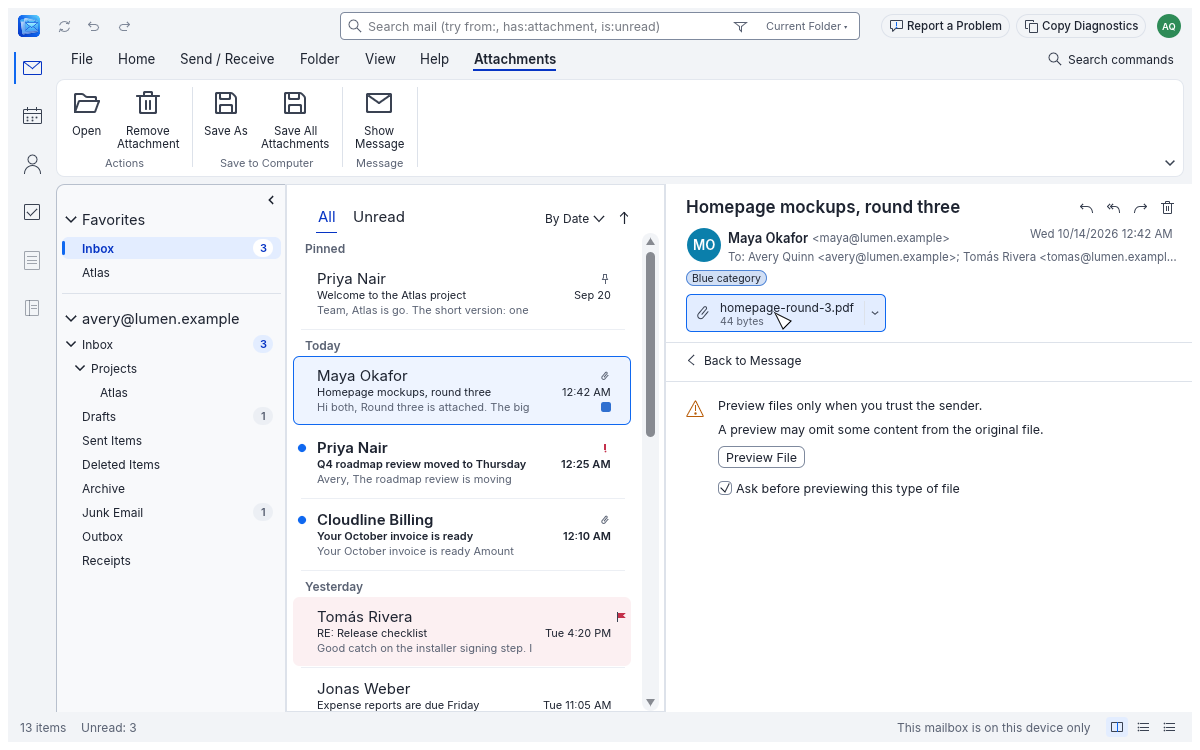 Search mail (try from:, has:attachment, is:unread)
Current Folder
Report a Problem
Copy Diagnostics
AQ
File
Home
Send / Receive
Folder
View
Help
Attachments
Search commands
Open
Remove
Attachment
Save As
Save All
Attachments
Show
Message
Actions
Save to Computer
Message
Favorites
Inbox 3
Atlas
avery@lumen.example
Inbox 3
Projects
Atlas
Drafts 1
Sent Items
Deleted Items
Archive
Junk Email 1
Outbox
Receipts
All
Unread
By Date
Pinned
Priya Nair
Welcome to the Atlas project Sep 20
Team, Atlas is go. The short version: one
Today
Maya Okafor
Homepage mockups, round three 12:42 AM
Hi both, Round three is attached. The big
Priya Nair
Q4 roadmap review moved to Thursday 12:25 AM
Avery, The roadmap review is moving
Cloudline Billing
Your October invoice is ready 12:10 AM
Your October invoice is ready Amount
Yesterday
Tomás Rivera
RE: Release checklist Tue 4:20 PM
Good catch on the installer signing step. I
Jonas Weber
Expense reports are due Friday Tue 11:05 AM
Homepage mockups, round three
MO
Maya Okafor <maya@lumen.example>
Wed 10/14/2026 12:42 AM
To: Avery Quinn <avery@lumen.example>; Tomás Rivera <tomas@lumen.exampl...
Blue category
homepage-round-3.pdf
44 bytes
Back to Message
Preview files only when you trust the sender.
A preview may omit some content from the original file.
Preview File
Ask before previewing this type of file
13 items
Unread: 3
This mailbox is on this device only